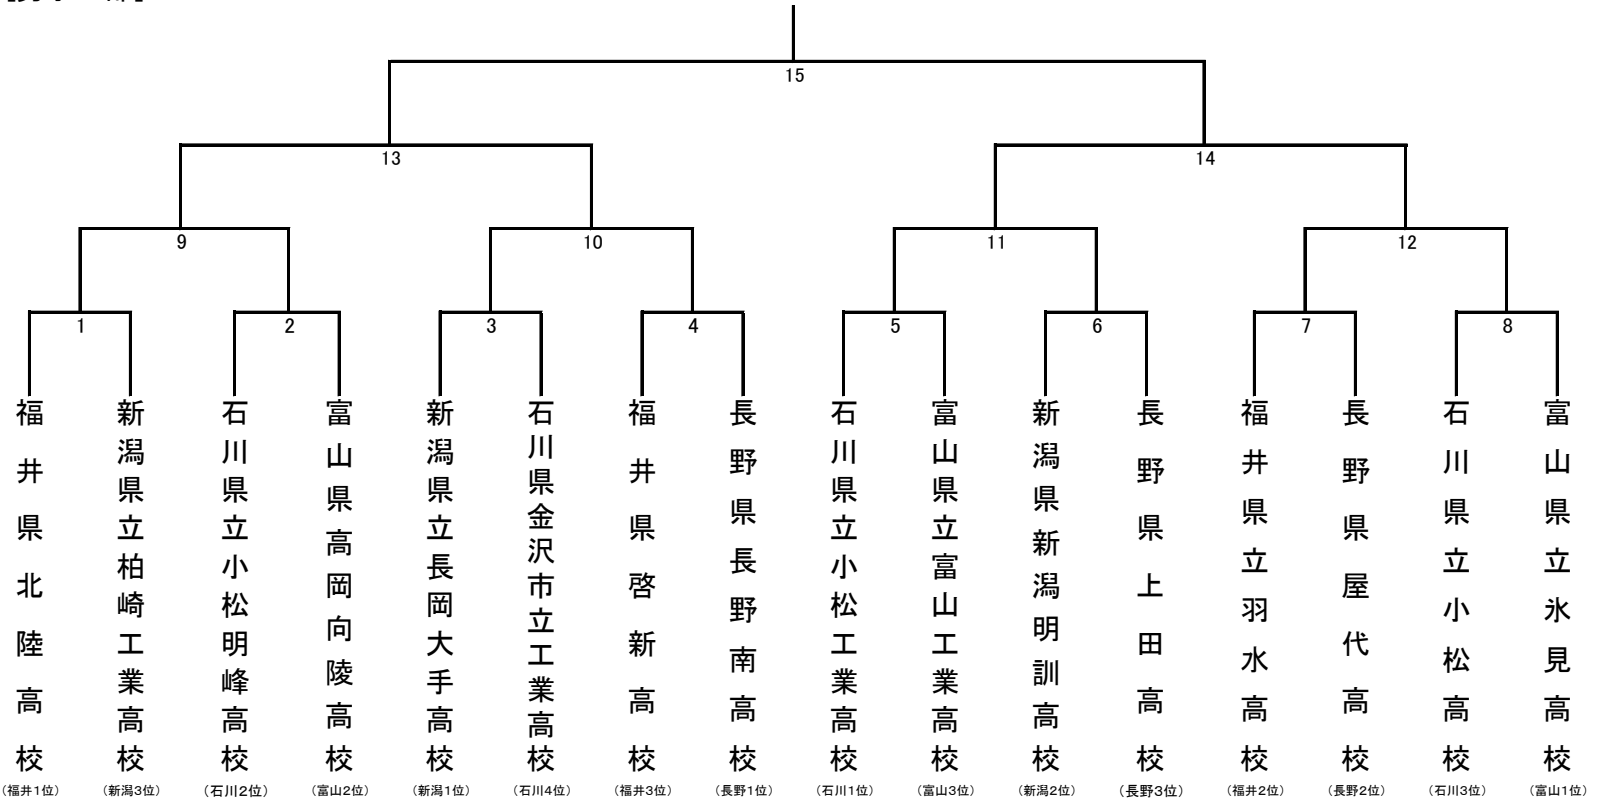 15
13
14
9
10
11
12
1
2
3
4
5
6
7
8
福井県北陸高校
新潟県立柏崎工業高校
石川県立小松明峰高校
富山県高岡向陵高校
新潟県立長岡大手高校
石川県金沢市立工業高校
福井県啓新高校
長野県長野南高校
石川県立小松工業高校
富山県立富山工業高校
新潟県新潟明訓高校
長野県上田高校
福井県立羽水高校
長野県屋代高校
石川県立小松高校
富山県立氷見高校
（福井1位）
（新潟3位）
（石川2位）
（富山2位）
（新潟1位）
（石川4位）
（福井3位）
（長野1位）
（石川1位）
（富山3位）
（新潟2位）
（長野3位）
（福井2位）
（長野2位）
（石川3位）
（富山1位）